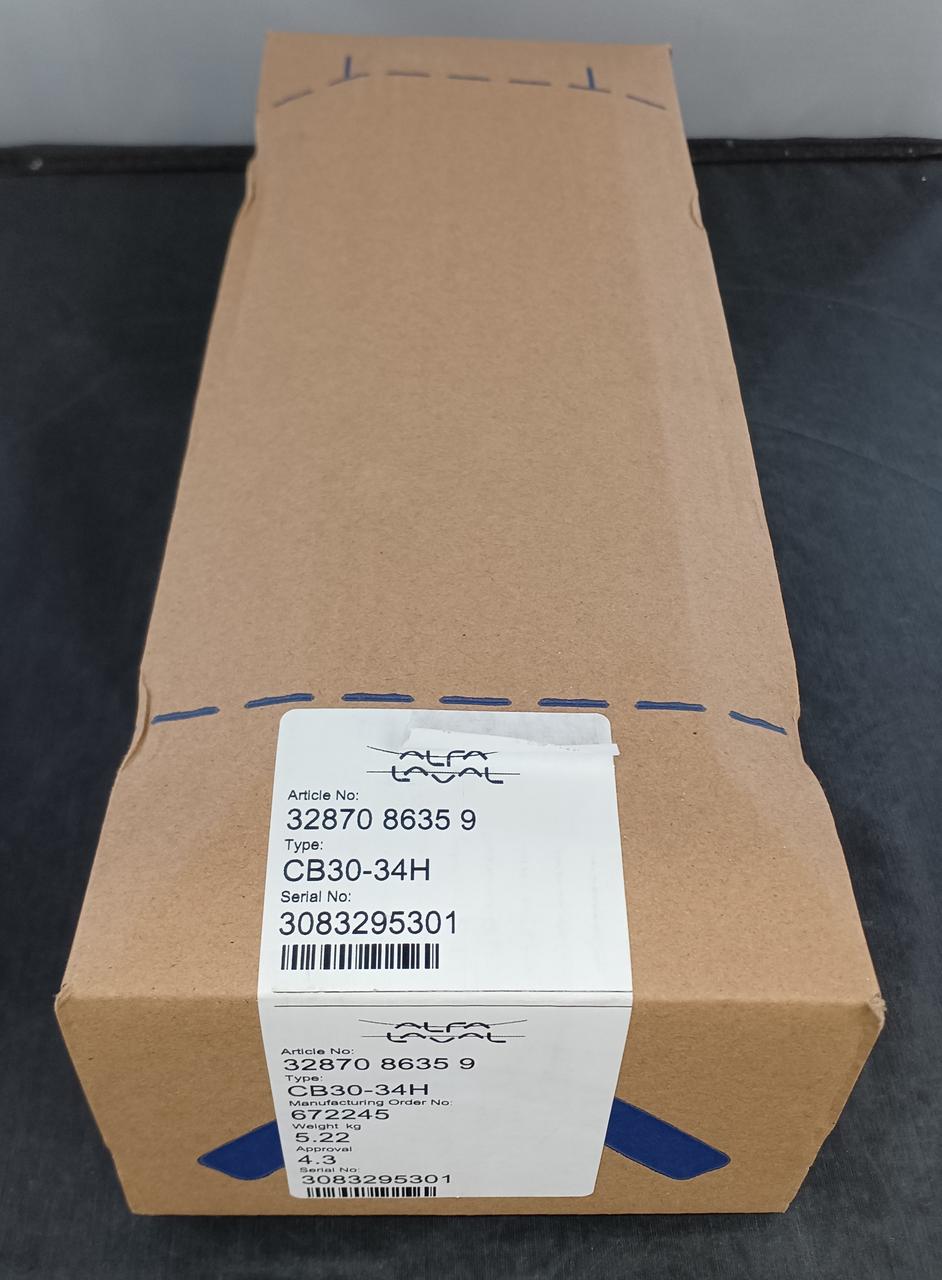 ALFA
LAVAL
Article No:
32870 8635 9
Type:
CB30-34H
Serial No:
3083295301
ALFA
LAVAL
Article No:
32870 8635 9
Type:
CB30-34H
Manufacturing Order No:
672245
Weight kg
5.22
Approval
4.3
Serial No:
3083295301